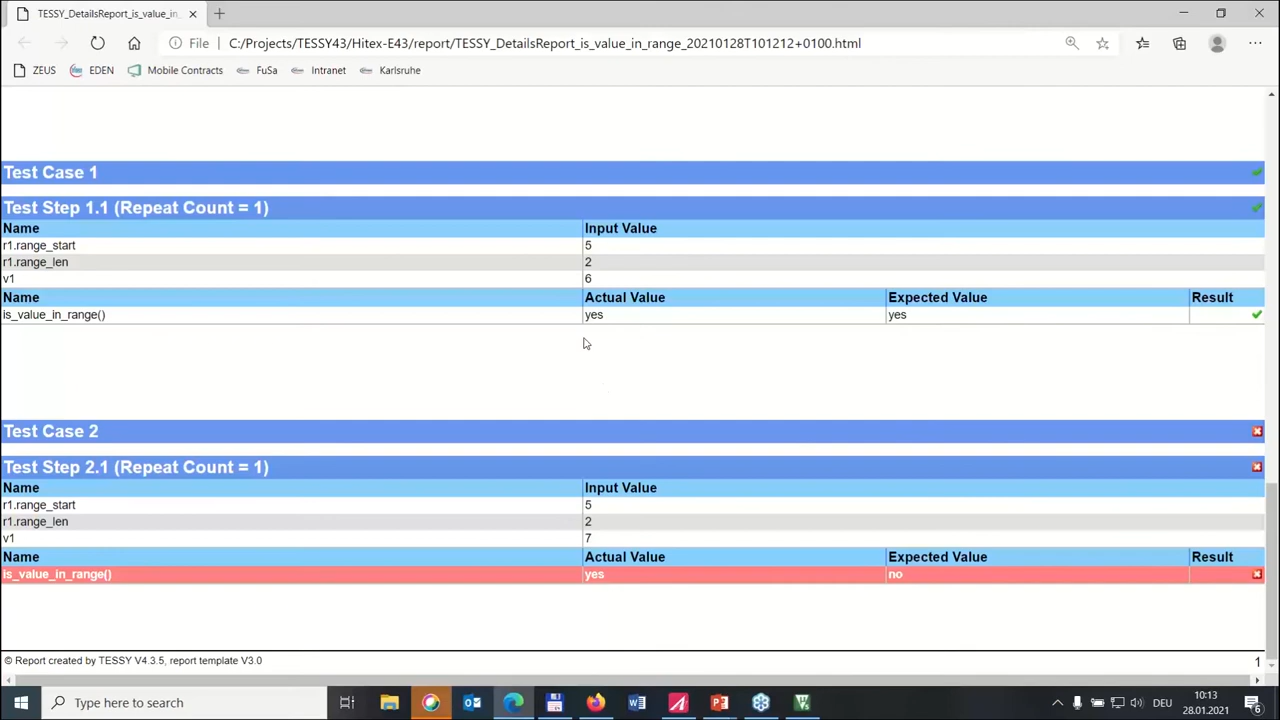 TESSY_DetailsReport_is_value_in_
File C:/Projects/TESSY43/Hitex-E43/report/TESSY_DetailsReport_is_value_in_range_20210128T101212+0100.html
ZEUS EDEN Mobile Contracts FuSa Intranet Karlsruhe
Test Case 1
Test Step 1.1 (Repeat Count = 1)
Name Input Value
r1.range_start 5
r1.range_len 2
v1 6
Name Actual Value Expected Value Result
is_value_in_range() yes yes
Test Case 2
Test Step 2.1 (Repeat Count = 1)
Name Input Value
r1.range_start 5
r1.range_len 2
v1 7
Name Actual Value Expected Value Result
is_value_in_range() yes no
© Report created by TESSY V4.3.5, report template V3.0 1
Type here to search
DEU
10:13
28.01.2021
6